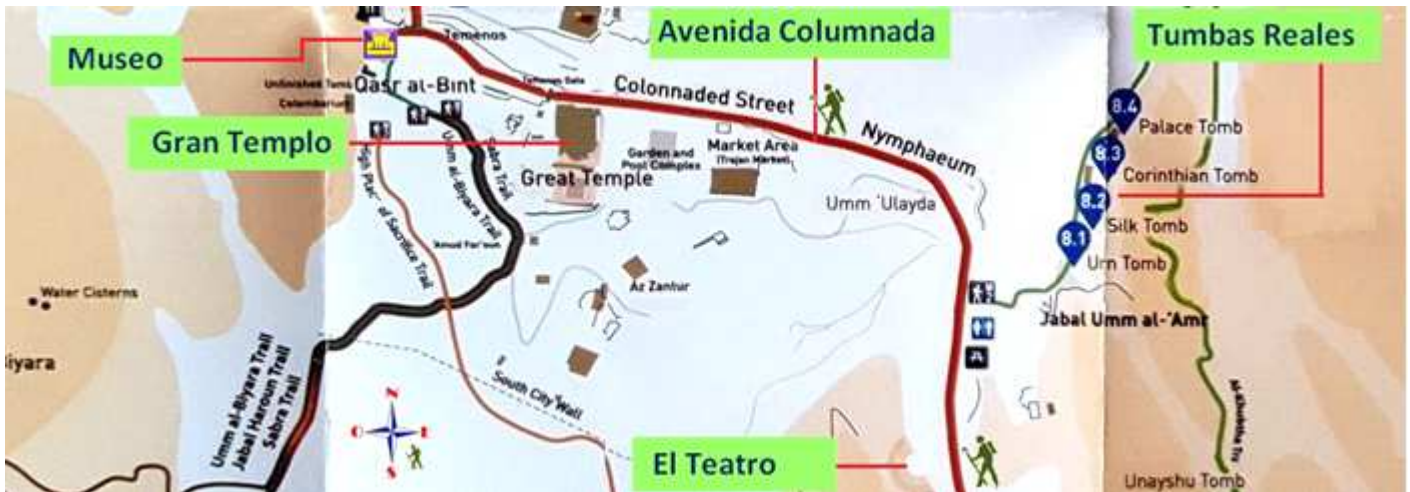 Museo
Avenida Columnada
Tumbas Reales
Temenos
Unfinished Tomb
Qasr al-Bint
Columbarium
Gran Templo
Temenos Gate
Colonnaded Street
Nymphaeum
Market Area
(Trajan Market)
Garden and
Pool Complex
Great Temple
8.4
Palace Tomb
8.3
Corinthian Tomb
8.2
Silk Tomb
8.1
Urn Tomb
Umm 'Ulayda
Sabra Trail
Umm al-Biyara Trail
of Sacrifice Trail
Az Zantur
Water Cisterns
Jabal Umm al-'Amr
iyara
Umm al-Biyara Trail
Jabal Haroun Trail
Sabra Trail
South City Wall
El Teatro
Unayshu Tomb